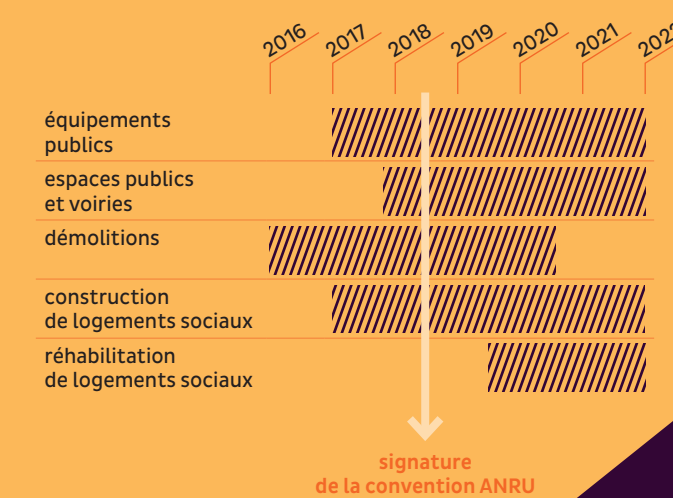 2016 2017 2018 2019 2020 2021
équipements
publics
espaces publics
et voiries
démolitions
construction
de logements sociaux
réhabilitation
de logements sociaux
signature
de la convention ANRU